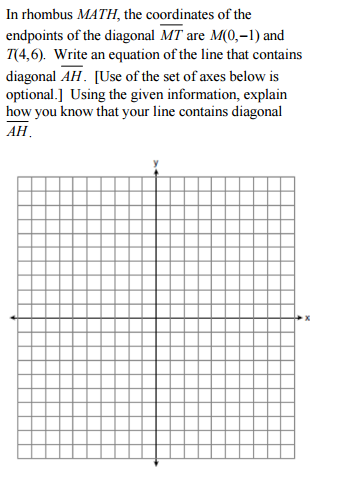 In rhombus MATH, the coordinates of the
endpoints of the diagonal MT are M(0,−1) and
T(4,6). Write an equation of the line that contains
diagonal AH. [Use of the set of axes below is
optional.] Using the given information, explain
how you know that your line contains diagonal
AH.
y
x